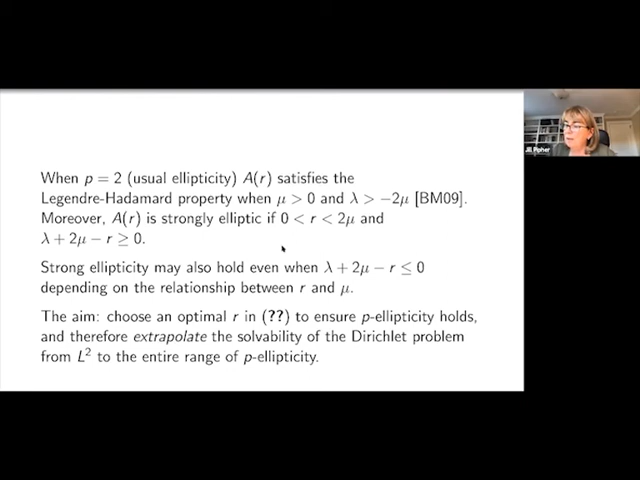 When p = 2 (usual ellipticity) A(r) satisfies the
Legendre-Hadamard property when μ > 0 and λ > −2μ [BM09].
Moreover, A(r) is strongly elliptic if 0 < r < 2μ and
λ + 2μ − r ≥ 0.
Strong ellipticity may also hold even when λ + 2μ − r ≤ 0
depending on the relationship between r and μ.
The aim: choose an optimal r in (??) to ensure p-ellipticity holds,
and therefore extrapolate the solvability of the Dirichlet problem
from L² to the entire range of p-ellipticity.
Jill Pipher